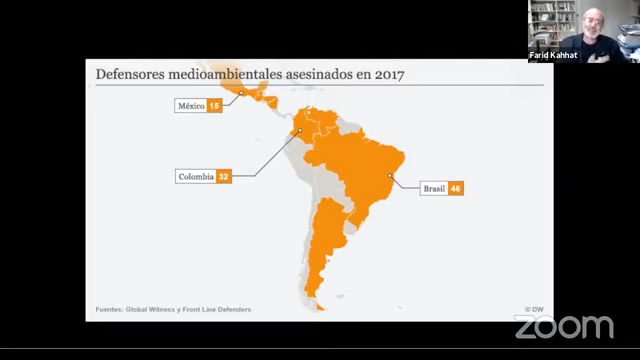 Farid Kahhat
Defensores medioambientales asesinados en 2017
México 15
Colombia 32
Brasil 46
Fuentes: Global Witness y Front Line Defenders
© DW
zoom